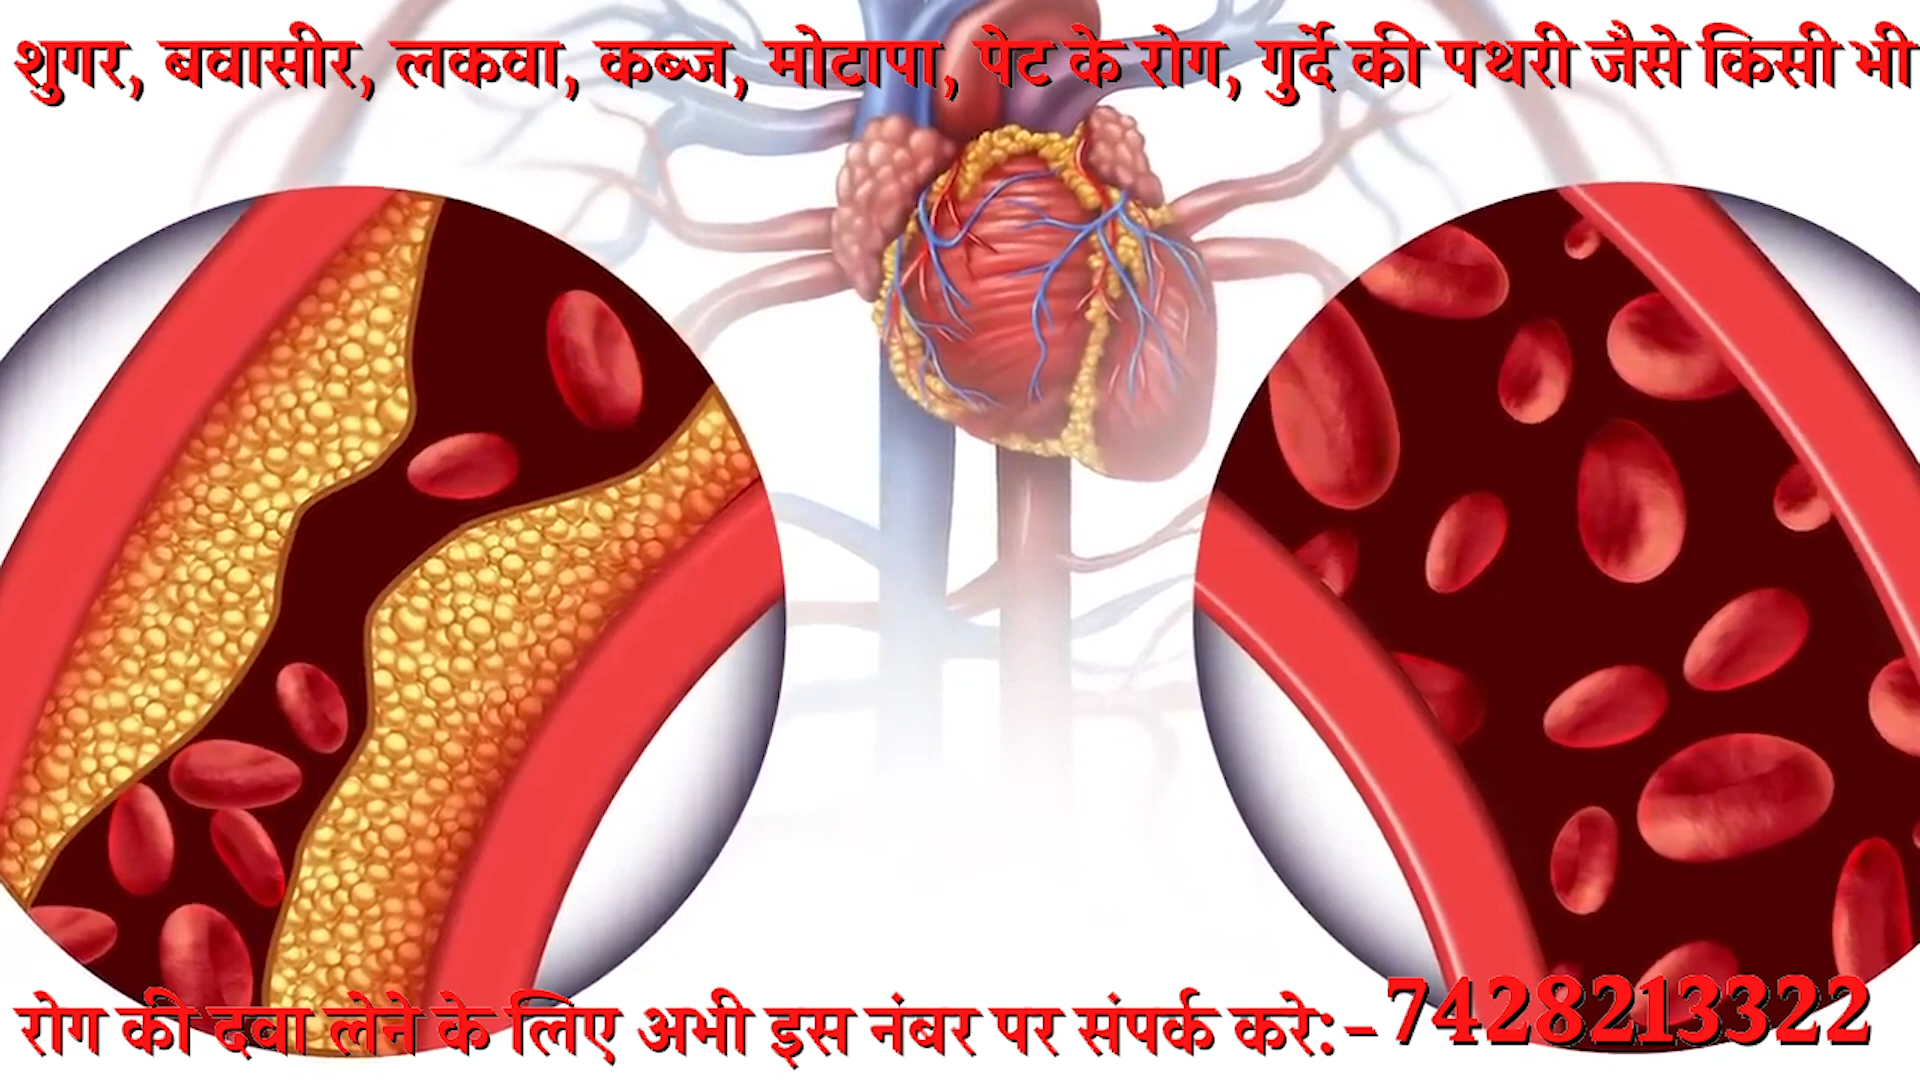 शुगर, बवासीर, लकवा, कब्ज, मोटापा, पेट के रोग, गुर्दे की पथरी जैसे किसी भी
रोग की दवा लेने के लिए अभी इस नंबर पर संपर्क करे:-7428213322